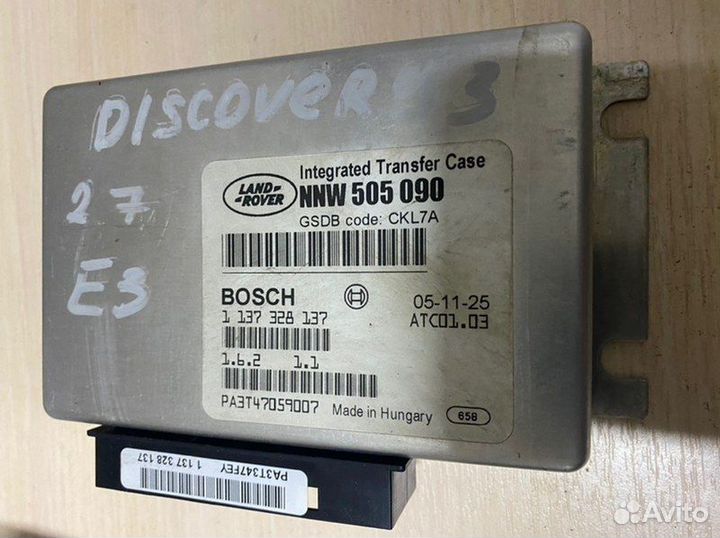 DISCOVERY 3
27
E3
LAND-
-ROVER
Integrated Transfer Case
NNW 505 090
GSDB code: CKL7A
BOSCH
05-11-25
1 137 328 137
ATC01.03
1.6.2 1.1
PA3T47059007
Made in Hungary
658
PA3T347FEY
1 137 328 137
Avito